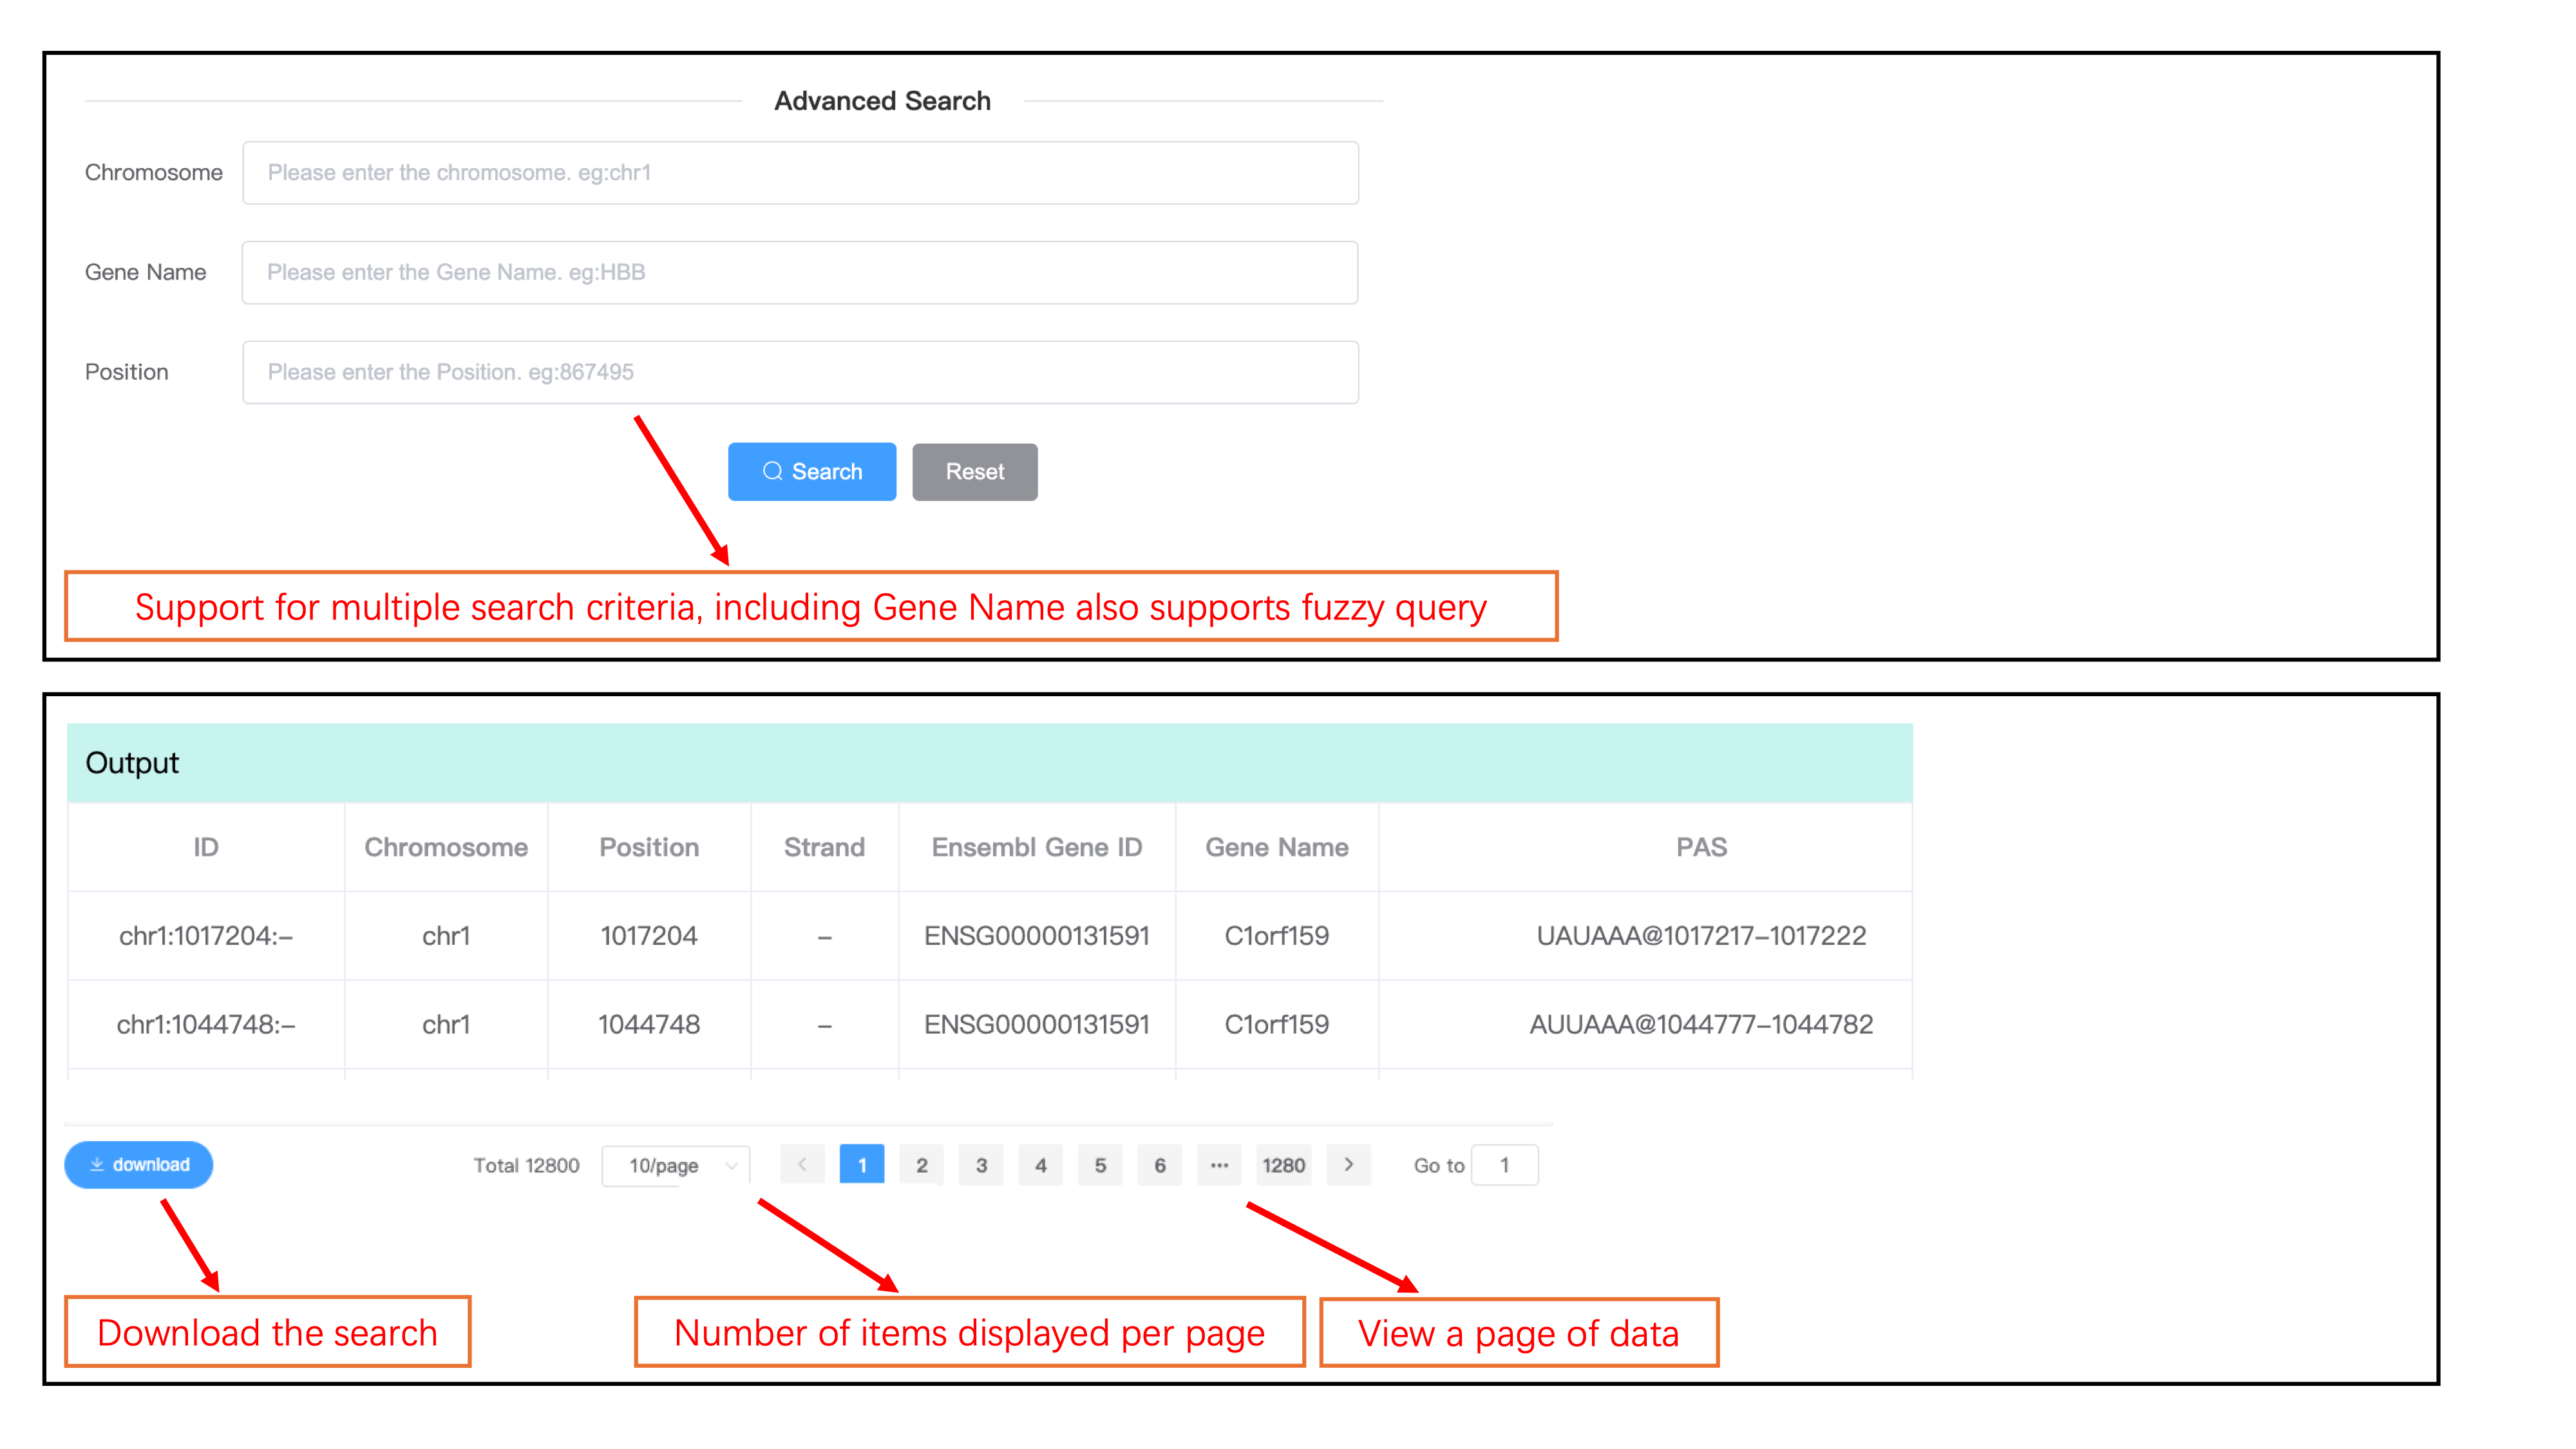 Advanced Search
Chromosome Please enter the chromosome. eg:chr1
Gene Name Please enter the Gene Name. eg:HBB
Position Please enter the Position. eg:867495
Search Reset
Support for multiple search criteria, including Gene Name also supports fuzzy query
Output
ID Chromosome Position Strand Ensembl Gene ID Gene Name PAS
chr1:1017204:– chr1 1017204 – ENSG00000131591 C1orf159 UAUAAA@1017217–1017222
chr1:1044748:– chr1 1044748 – ENSG00000131591 C1orf159 AUUAAA@1044777–1044782
download Total 12800 10/page < 1 2 3 4 5 6 ••• 1280 > Go to 1
Download the search Number of items displayed per page View a page of data